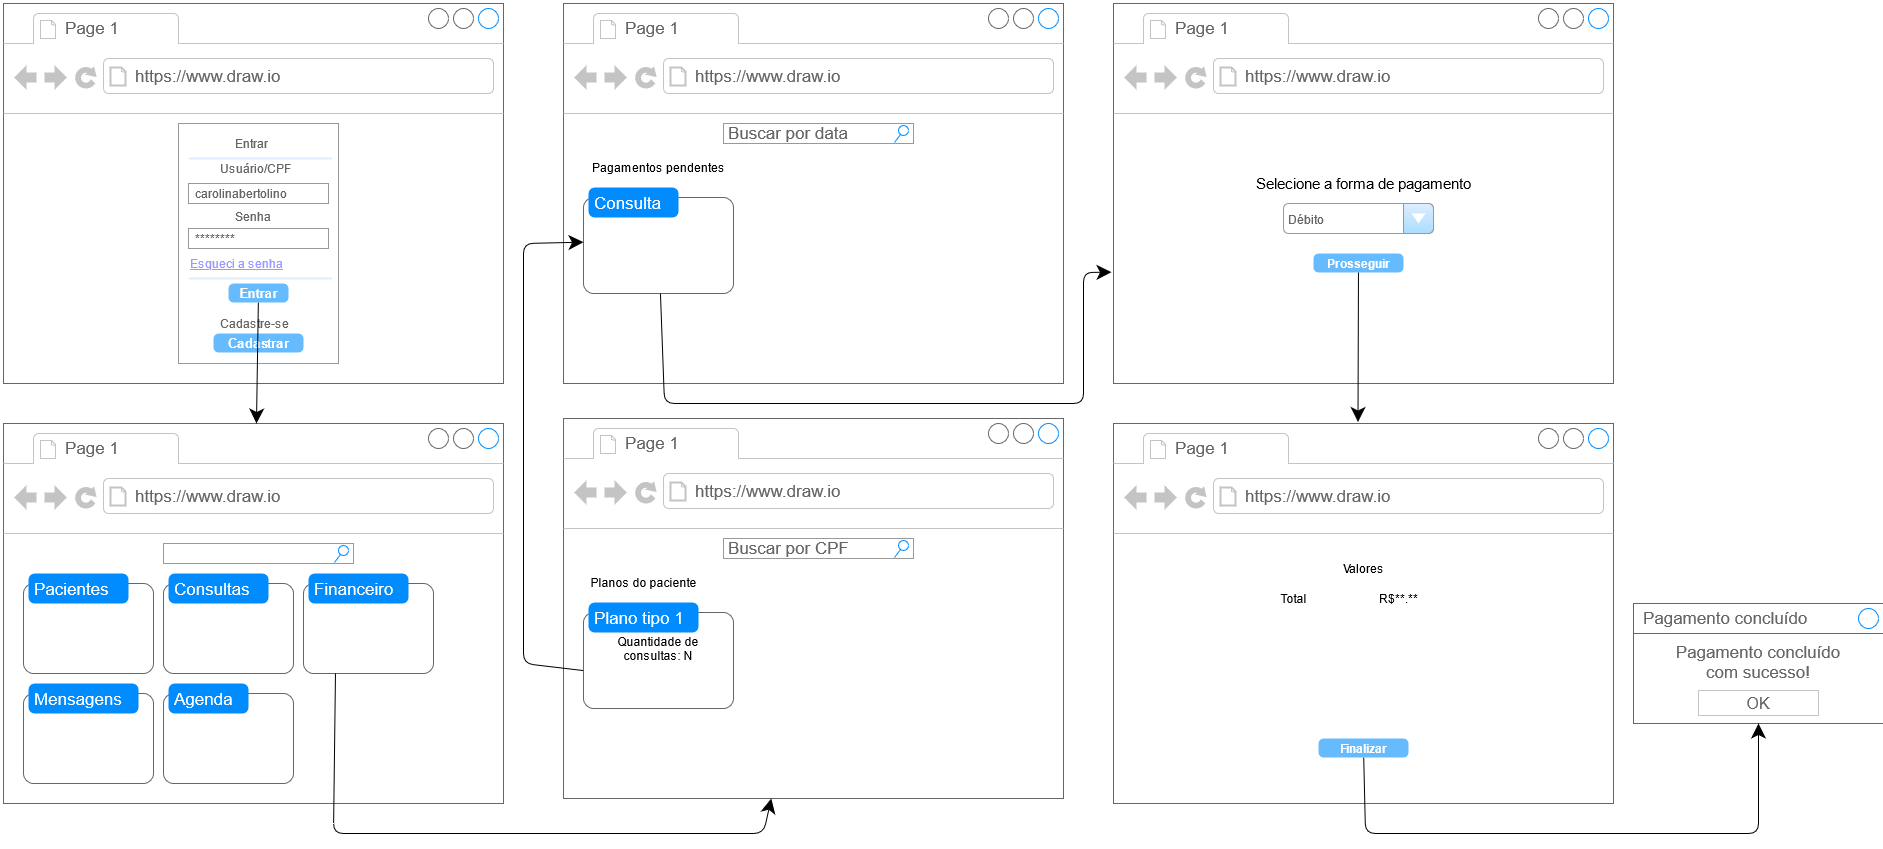 Page 1
https://www.draw.io
Entrar
Usuário/CPF
carolinabertolino
Senha
********
Esqueci a senha
Entrar
Cadastre-se
Cadastrar
Page 1
https://www.draw.io
Pacientes
Consultas
Financeiro
Mensagens
Agenda
Page 1
https://www.draw.io
Buscar por CPF
Planos do paciente
Plano tipo 1
Quantidade de
consultas: N
Page 1
https://www.draw.io
Buscar por data
Pagamentos pendentes
Consulta
Page 1
https://www.draw.io
Selecione a forma de pagamento
Débito
Prosseguir
Page 1
https://www.draw.io
Valores
Total R$**.**
Finalizar
Pagamento concluído
Pagamento concluído
com sucesso!
OK